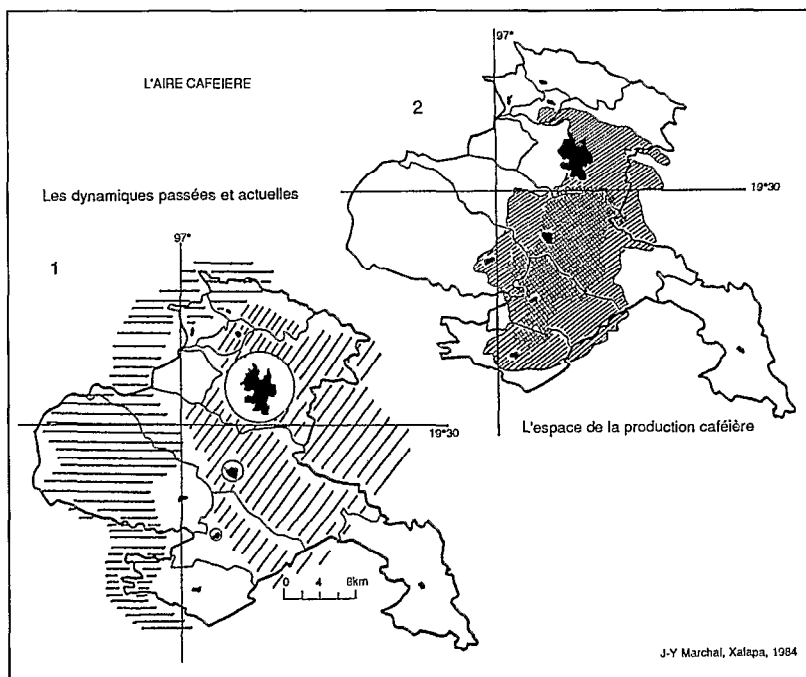 L'AIRE CAFEIERE
97°
2
Les dynamiques passées et actuelles
19°30
97°
1
19°30
L'espace de la production caféière
0 4 8km
J-Y Marchal, Xalapa, 1984